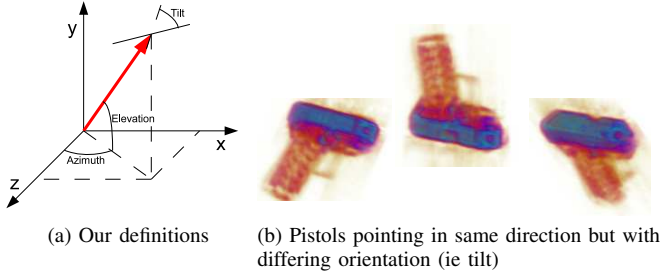 Tilt
y
Elevation
x
Azimuth
z
(a) Our definitions
(b) Pistols pointing in same direction but with
differing orientation (ie tilt)